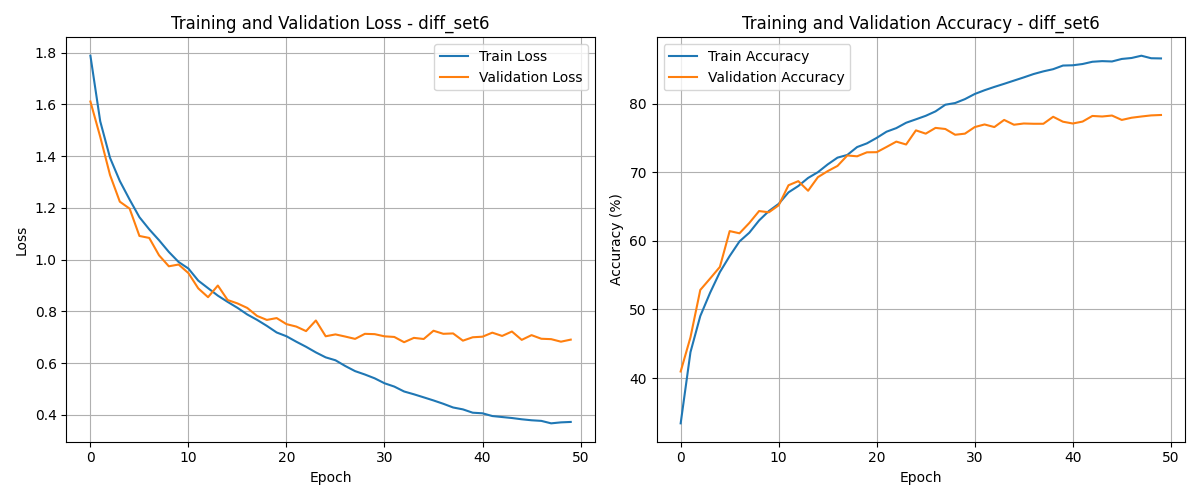 Training and Validation Loss - diff_set6
Train Loss
Validation Loss
1.8
1.6
1.4
1.2
1.0
0.8
0.6
0.4
Loss
0 10 20 30 40 50
Epoch
Training and Validation Accuracy - diff_set6
Train Accuracy
Validation Accuracy
80
70
60
50
40
Accuracy (%)
0 10 20 30 40 50
Epoch